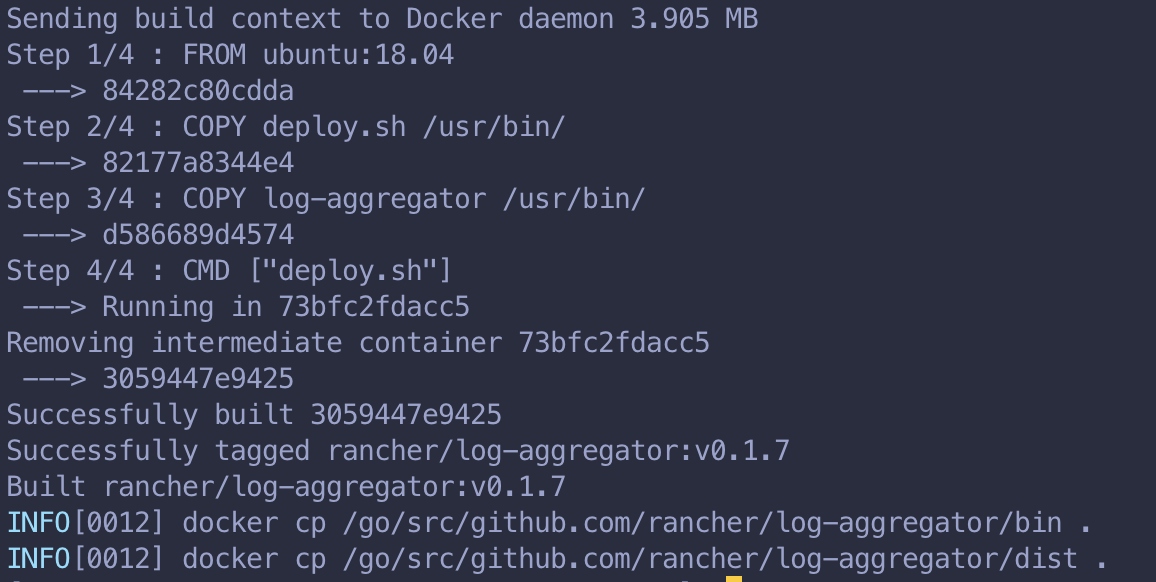 Sending build context to Docker daemon 3.905 MB
Step 1/4 : FROM ubuntu:18.04
 ---> 84282c80cdda
Step 2/4 : COPY deploy.sh /usr/bin/
 ---> 82177a8344e4
Step 3/4 : COPY log-aggregator /usr/bin/
 ---> d586689d4574
Step 4/4 : CMD ["deploy.sh"]
 ---> Running in 73bfc2fdacc5
Removing intermediate container 73bfc2fdacc5
 ---> 3059447e9425
Successfully built 3059447e9425
Successfully tagged rancher/log-aggregator:v0.1.7
Built rancher/log-aggregator:v0.1.7
INFO[0012] docker cp /go/src/github.com/rancher/log-aggregator/bin .
INFO[0012] docker cp /go/src/github.com/rancher/log-aggregator/dist .